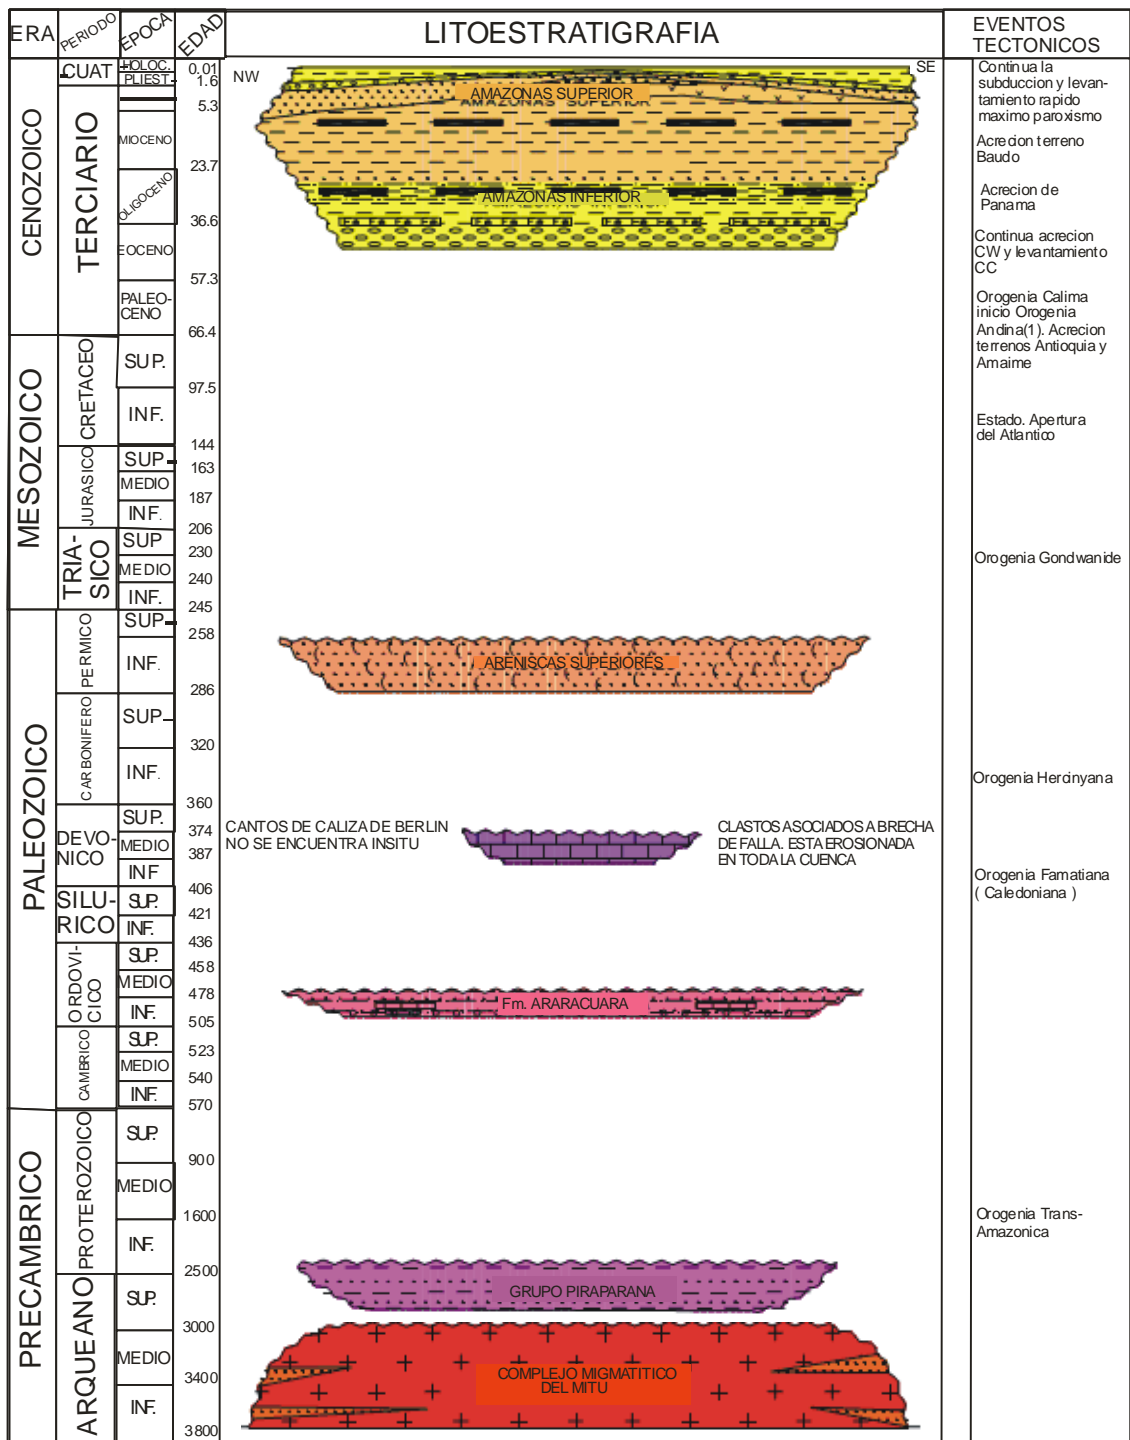 ERA
PERIODO
EPOCA
EDAD
LITOESTRATIGRAFIA
EVENTOS
TECTONICOS
CENOZOICO
CUAT
HOLOC.
PLIEST
0.01
1.6
5.3
TERCIARIO
MIOCENO
23.7
OLIGOCENO
36.6
EOCENO
57.3
PALEO-
CENO
66.4
MESOZOICO
CRETACEO
SUP.
97.5
INF.
144
JURASICO
SUP
163
MEDIO
187
INF.
206
TRIA-
SICO
SUP
230
MEDIO
240
INF.
245
PALEOZOICO
PERMICO
SUP
258
INF.
286
CARBONIFERO
SUP
320
INF.
360
DEVO-
NICO
SUP.
374
MEDIO
387
INF
406
SILU-
RICO
SUP.
421
INF.
436
ORDOVI-
CICO
SUP.
458
MEDIO
478
INF.
505
CAMBRICO
SUP.
523
MEDIO
540
INF.
570
PRECAMBRICO
PROTEROZOICO
SUP.
900
MEDIO
1600
INF.
2500
ARQUEANO
SUP.
3000
MEDIO
3400
INF.
3800
NW
SE
AMAZONAS SUPERIOR
AMAZONAS INFERIOR
ARENISCAS SUPERIORES
CANTOS DE CALIZA DE BERLIN
NO SE ENCUENTRA INSITU
CLASTOS ASOCIADOS A BRECHA
DE FALLA. ESTA EROSIONADA
EN TODA LA CUENCA
Fm. ARARACUARA
GRUPO PIRAPARANA
COMPLEJO MIGMATITICO
DEL MITU
Continua la
subduccion y levan-
tamiento rapido
maximo paroxismo
Acrecion terreno
Baudo
Acrecion de
Panama
Continua acrecion
CW y levantamiento
CC
Orogenia Calima
inicio Orogenia
Andina(1). Acrecion
terrenos Antioquia y
Amaime
Estado. Apertura
del Atlantico
Orogenia Gondwanide
Orogenia Hercinyana
Orogenia Famatiana
( Caledoniana )
Orogenia Trans-
Amazonica